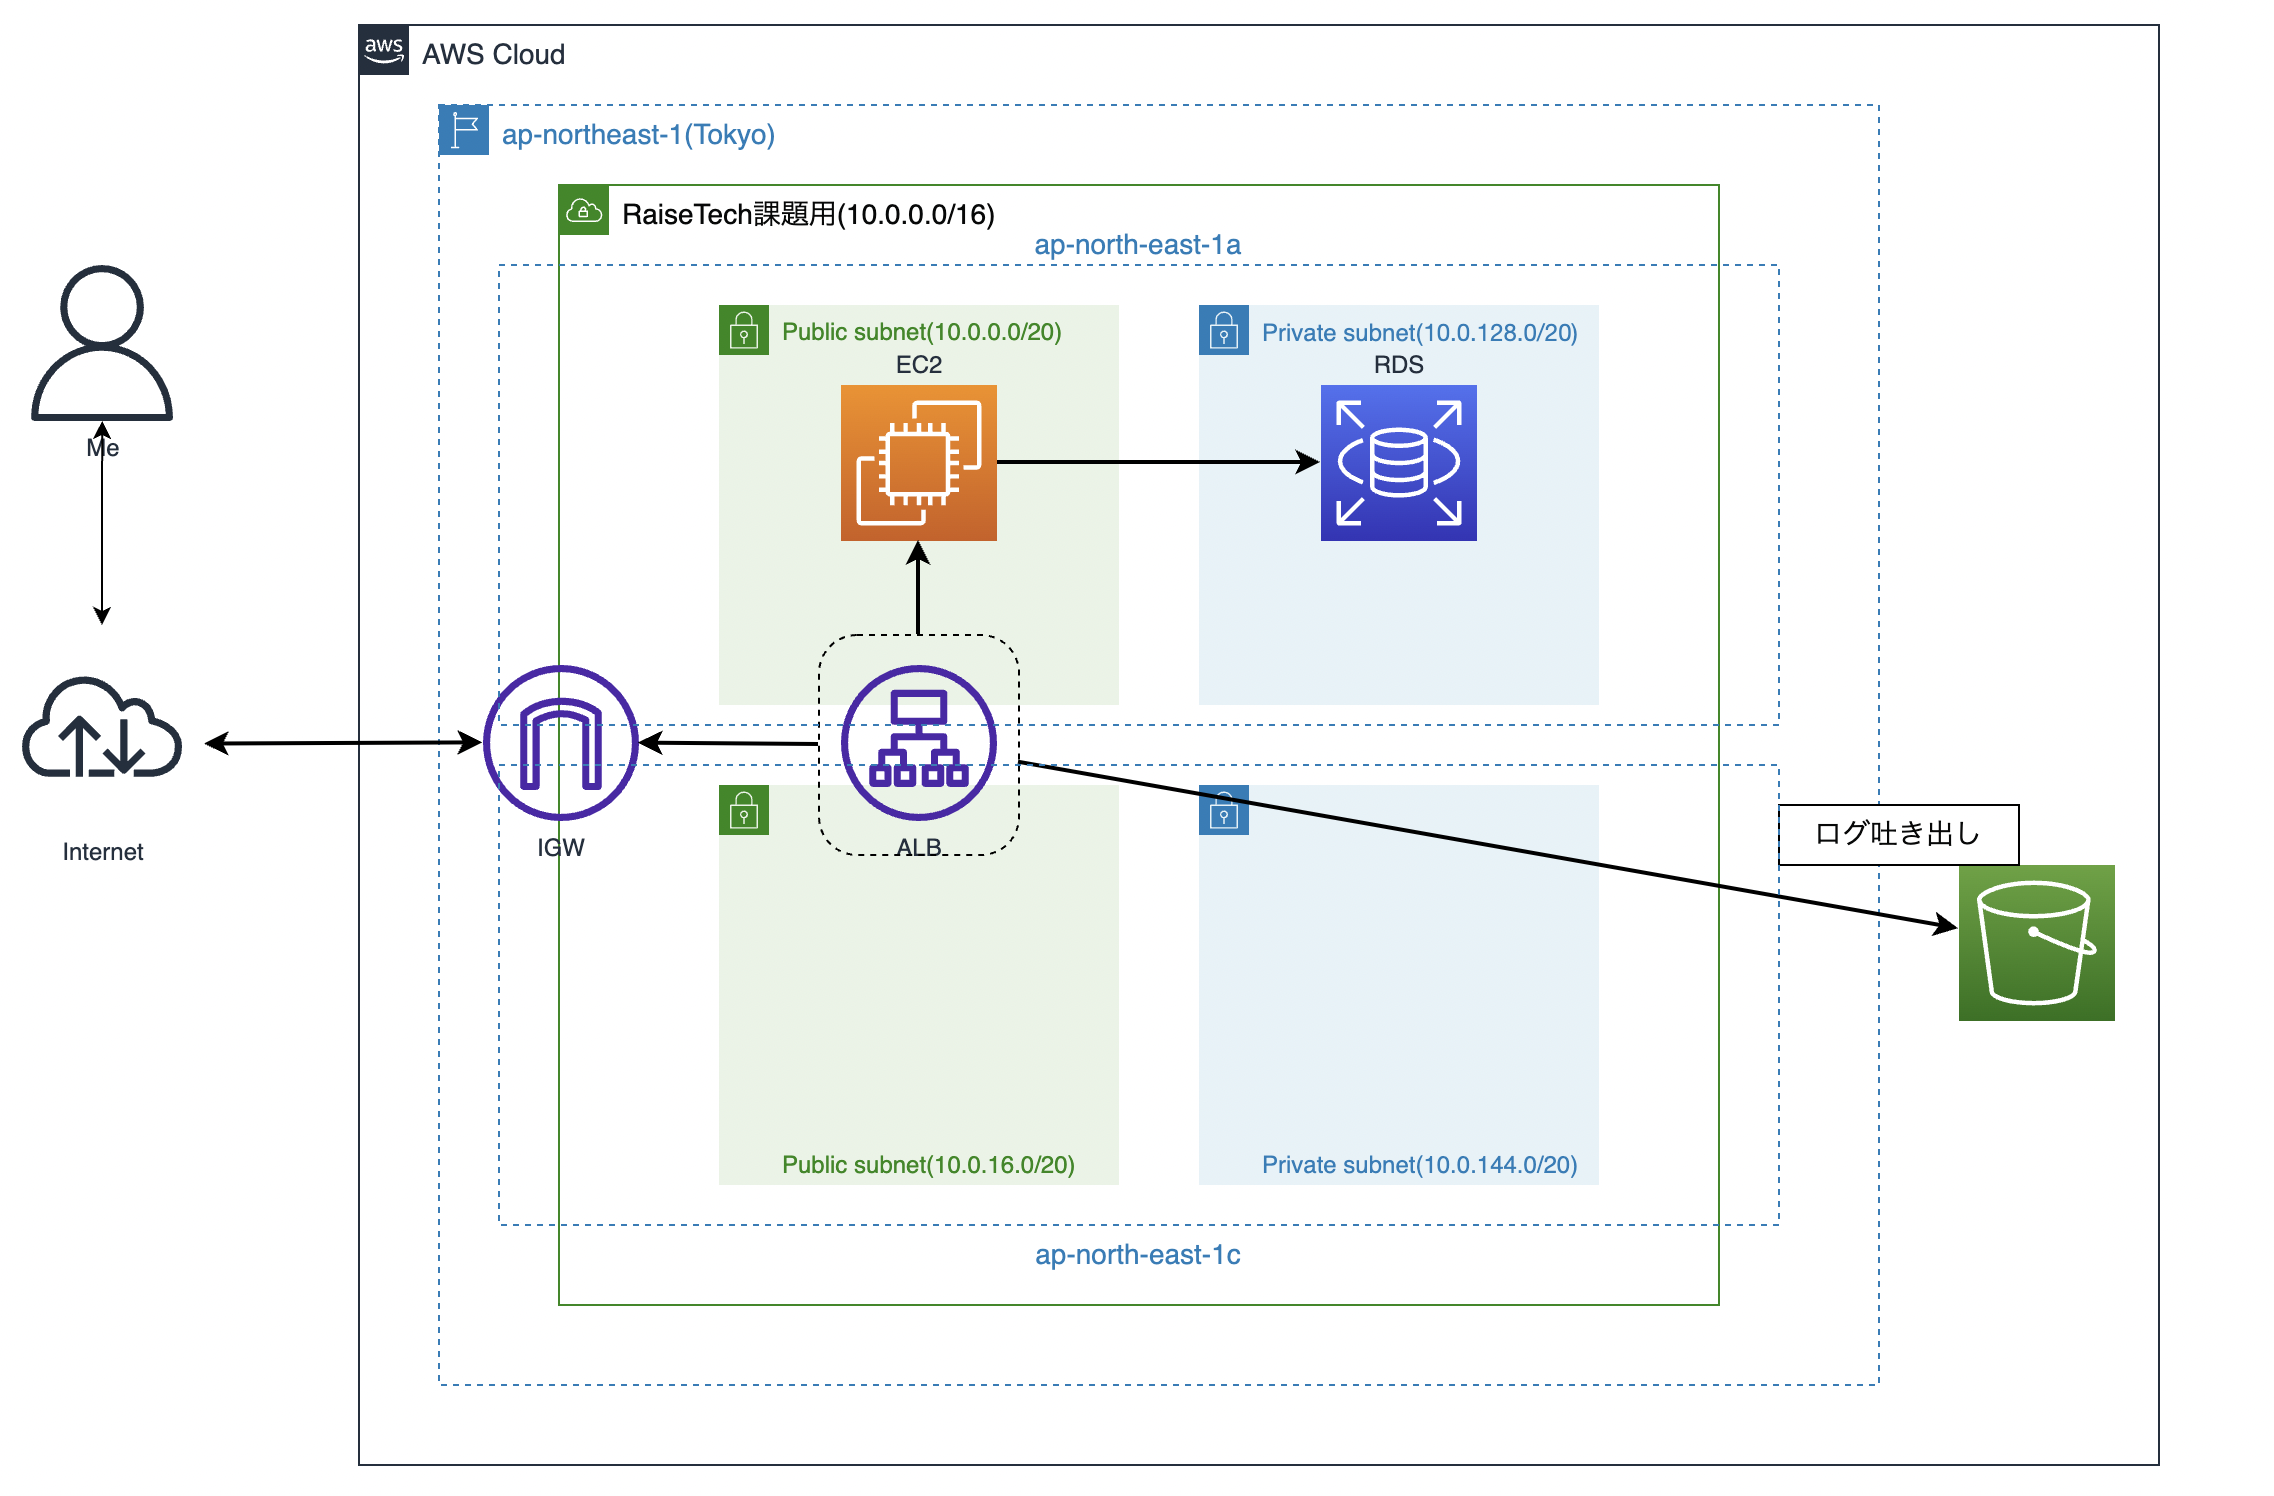 aws
AWS Cloud
ap-northeast-1(Tokyo)
RaiseTech課題用(10.0.0.0/16)
ap-north-east-1a
Public subnet(10.0.0.0/20)
Private subnet(10.0.128.0/20)
EC2
RDS
Me
ログ吐き出し
IGW
ALB
Internet
Public subnet(10.0.16.0/20)
Private subnet(10.0.144.0/20)
ap-north-east-1c